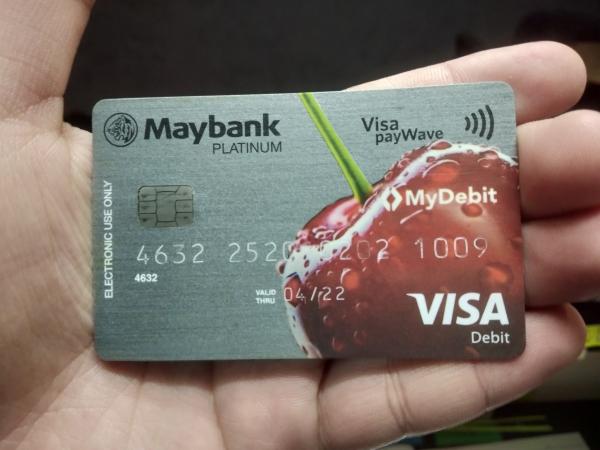 Maybank
PLATINUM
Visa
payWave
MyDebit
ELECTRONIC USE ONLY
4632 2520 1009
4632
VALID
THRU
04/22
VISA
Debit